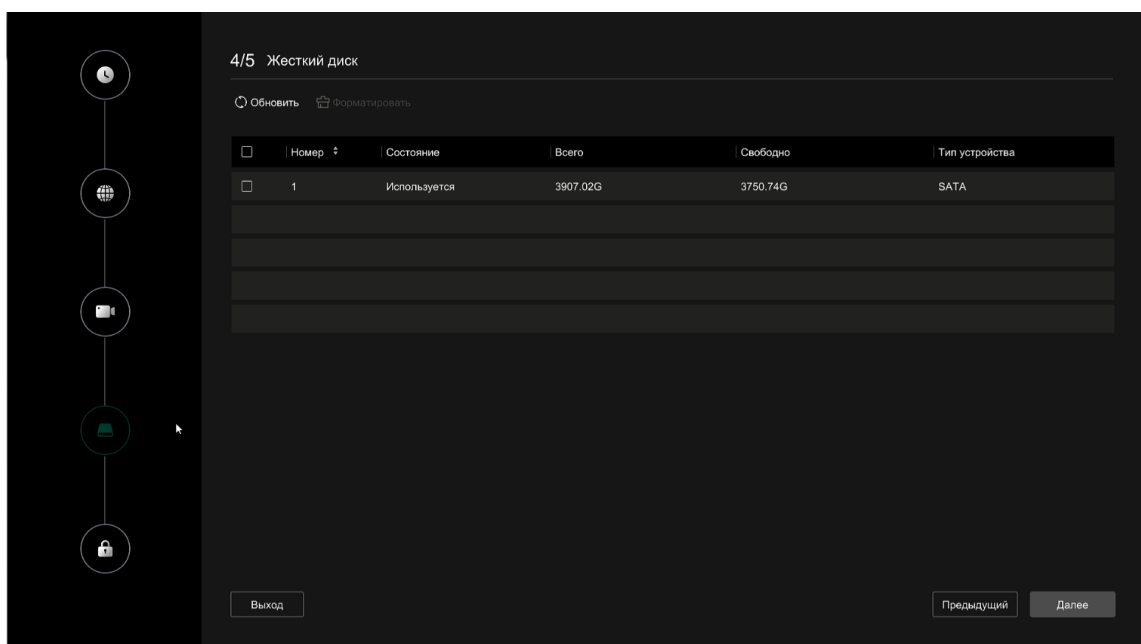 4/5 Жесткий диск
Обновить Форматировать
Номер Состояние Всего Свободно Тип устройства
1 Используется 3907.02G 3750.74G SATA
Выход Предыдущий Далее